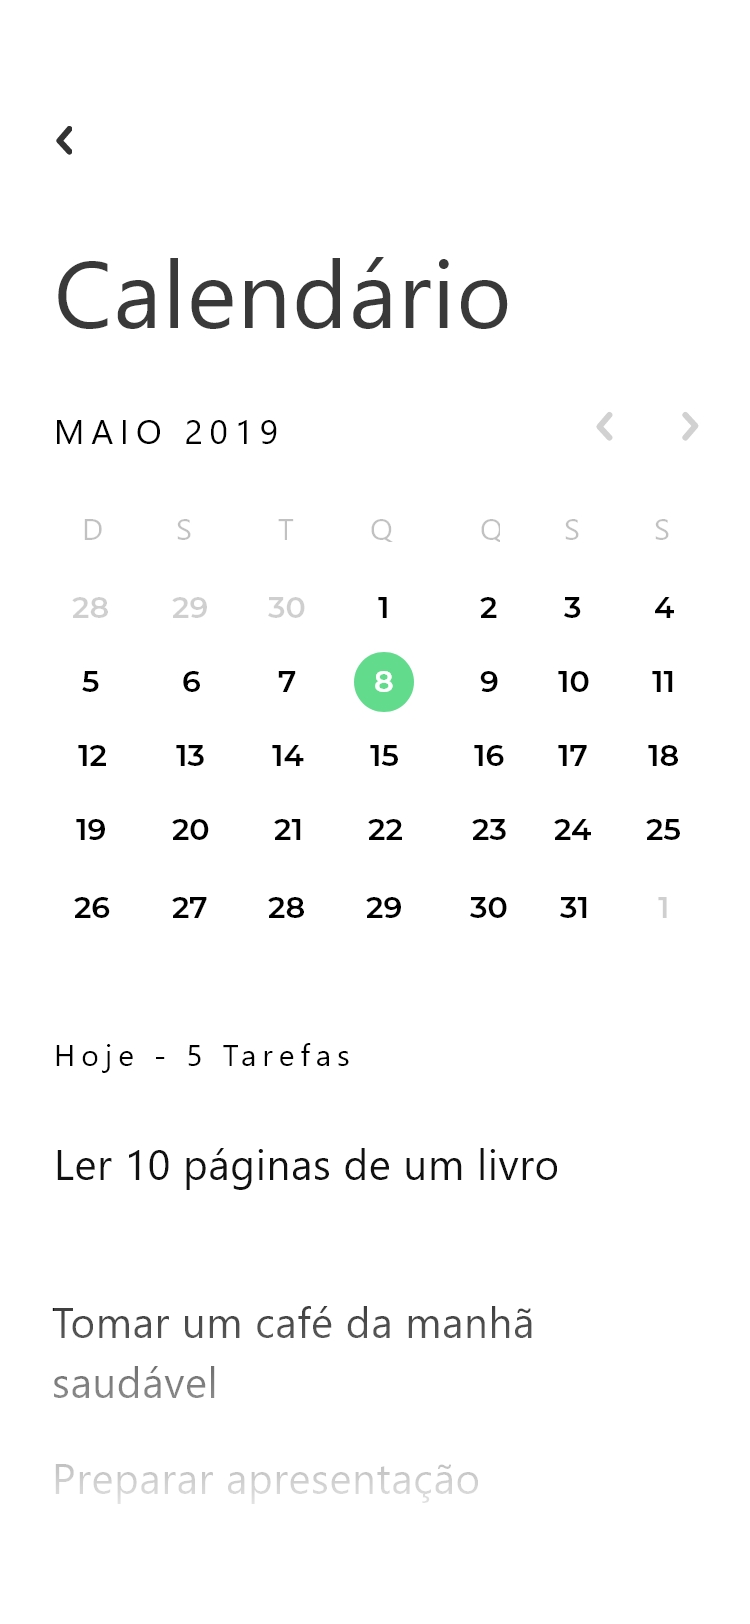 Calendário
MAIO 2019
D S T Q Q S S
28 29 30 1 2 3 4
5 6 7 8 9 10 11
12 13 14 15 16 17 18
19 20 21 22 23 24 25
26 27 28 29 30 31 1
Hoje - 5 Tarefas
Ler 10 páginas de um livro
Tomar um café da manhã
saudável
Preparar apresentação